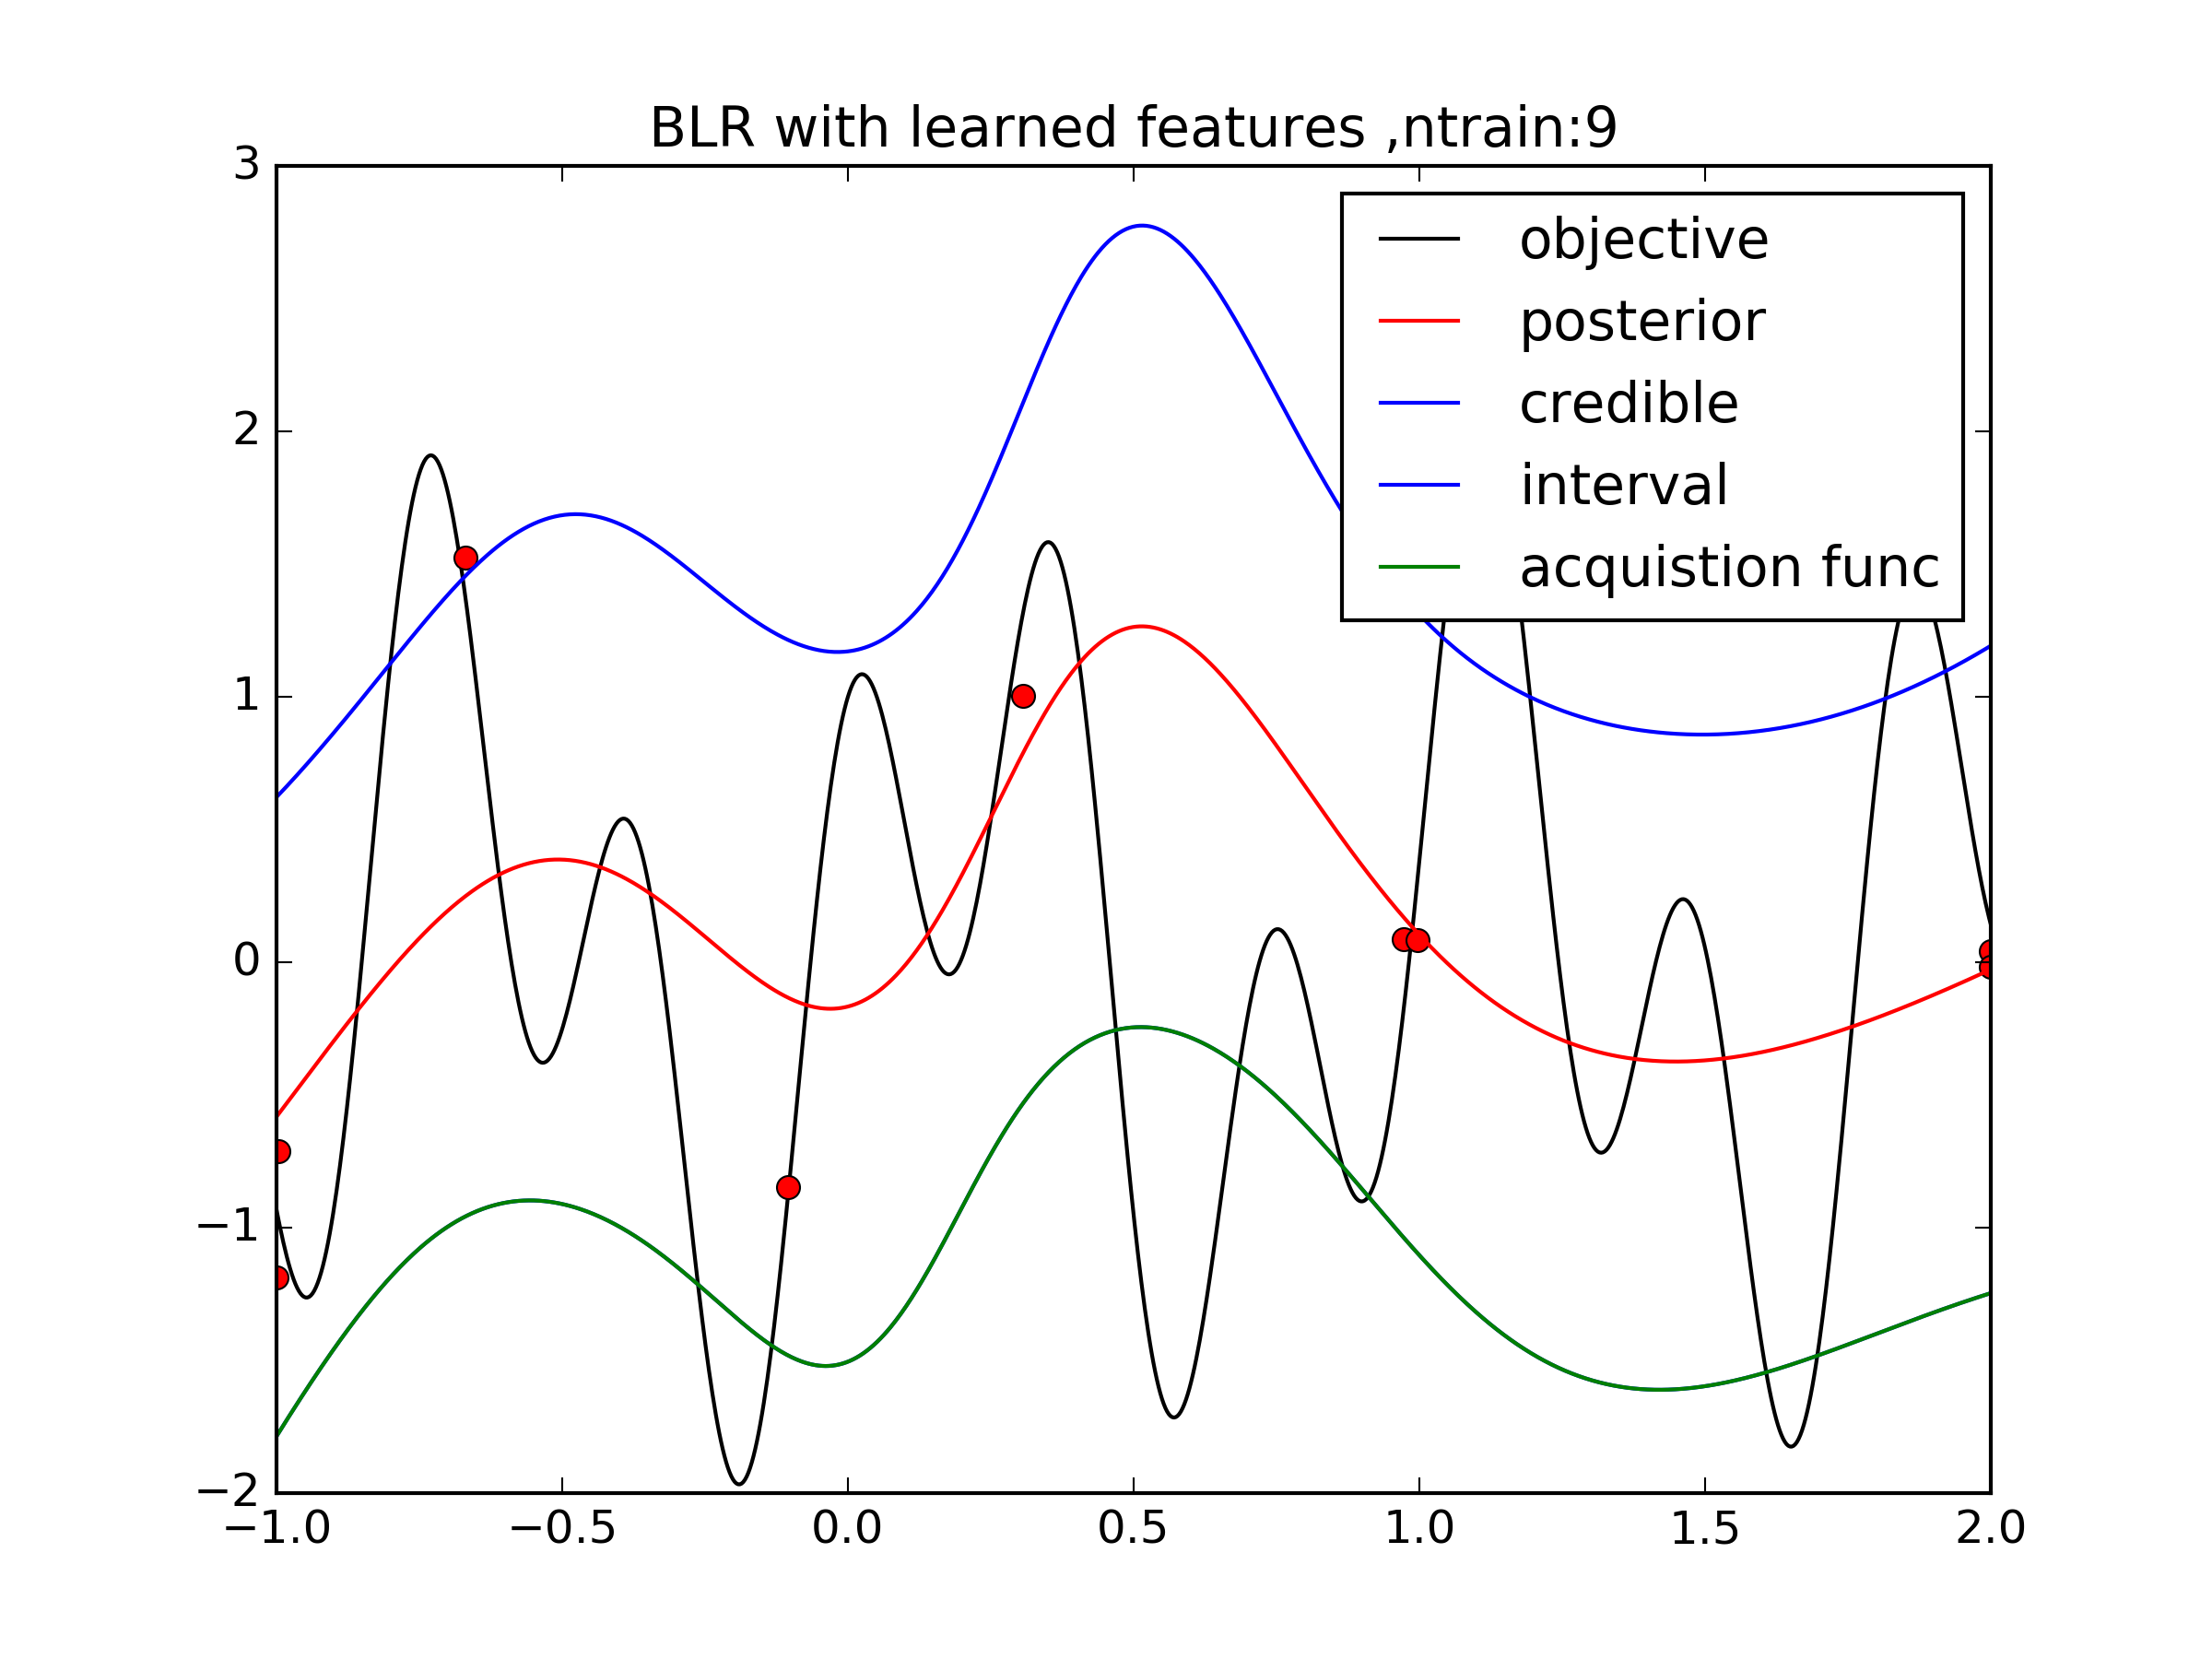 BLR with learned features ,ntrain:9
3
2
1
0
−1
−2
objective
posterior
credible
interval
acquistion func
−1.0 −0.5 0.0 0.5 1.0 1.5 2.0